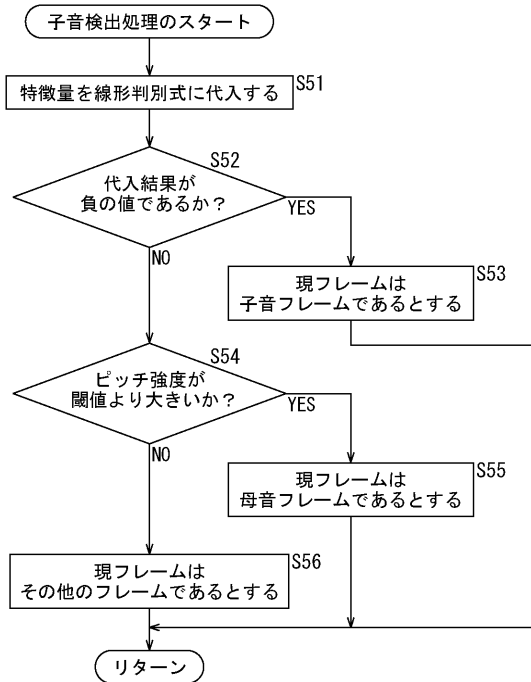 子音検出処理のスタート
S51
特徴量を線形判別式に代入する
S52
代入結果が
負の値であるか？
YES
NO
S53
現フレームは
子音フレームであるとする
S54
ピッチ強度が
閾値より大きいか？
YES
NO
S55
現フレームは
母音フレームであるとする
S56
現フレームは
その他のフレームであるとする
リターン